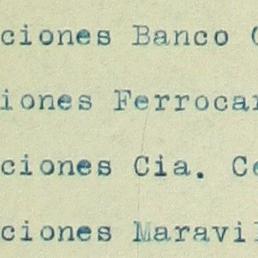 ciones Banco
iones Ferrocar
ciones Cia. Ce
ciones Maravil